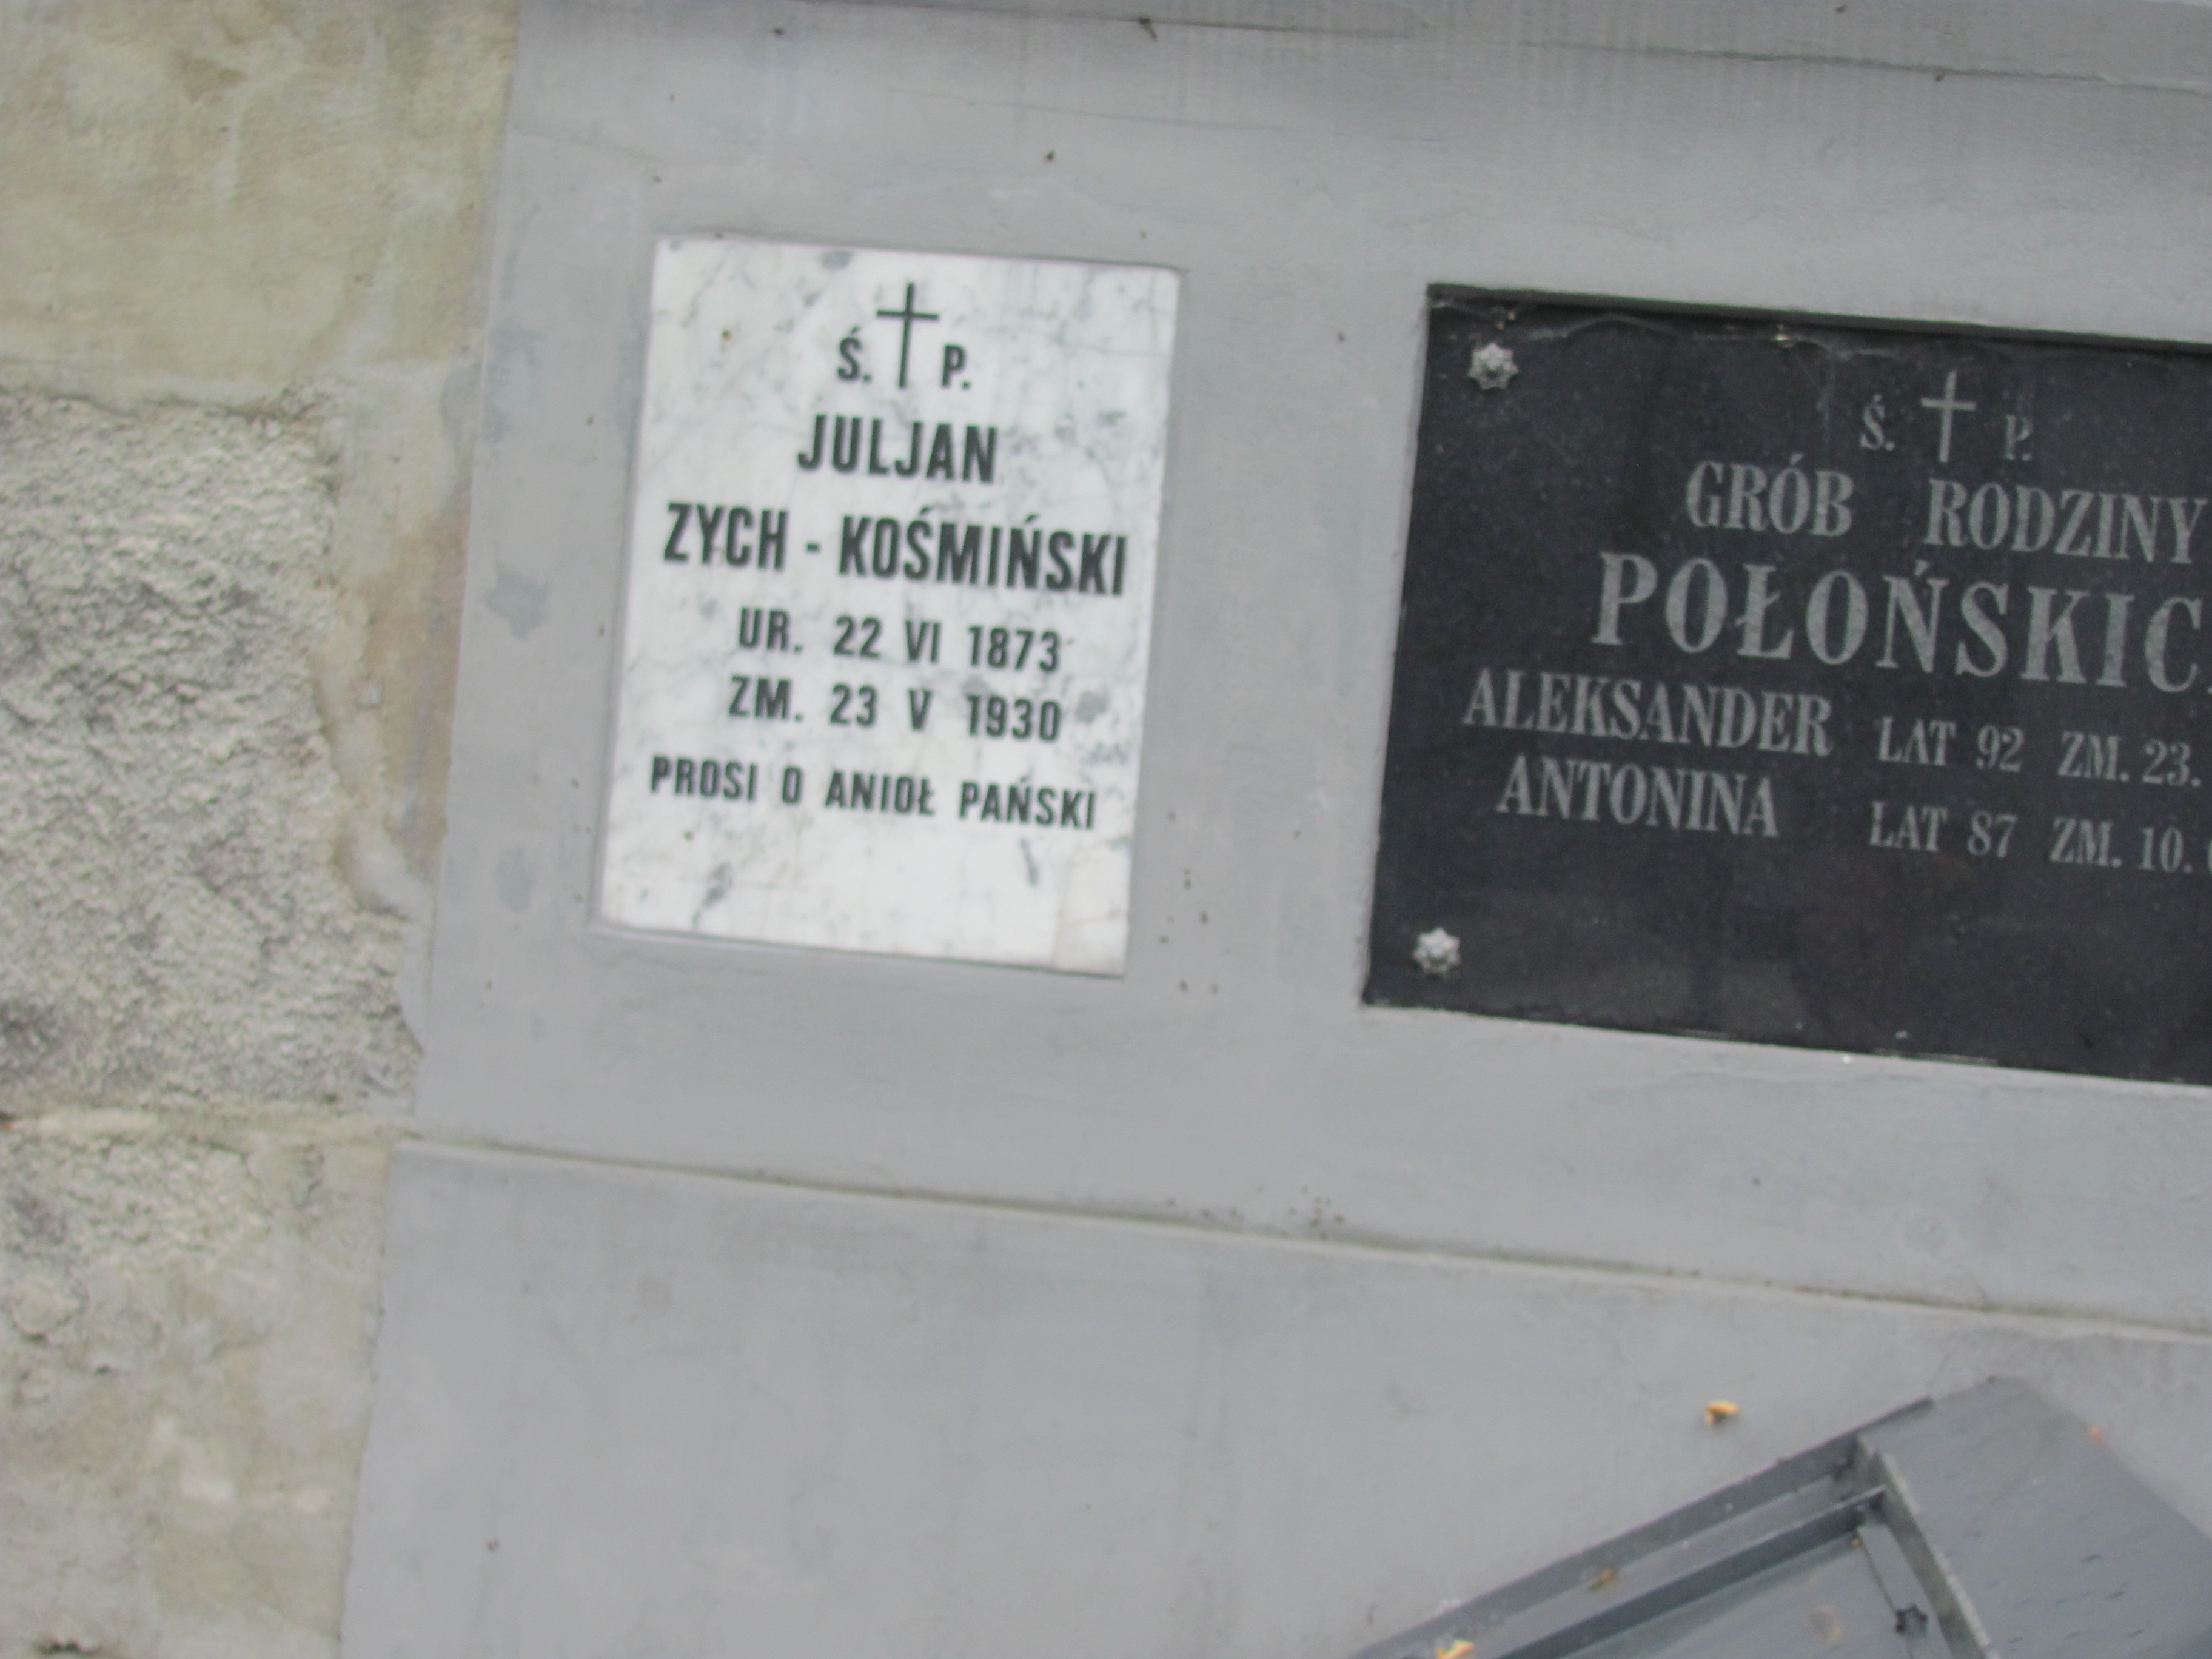 Ś. P.
JULJAN
ZYCH - KOŚMIŃSKI
UR. 22 VI 1873
ZM. 23 V 1930
PROSI O ANIOŁ PAŃSKI
Ś. P.
GRÓB RODZINY
POŁOŃSKIC
ALEKSANDER LAT 92 ZM. 23.
ANTONINA LAT 87 ZM. 10.